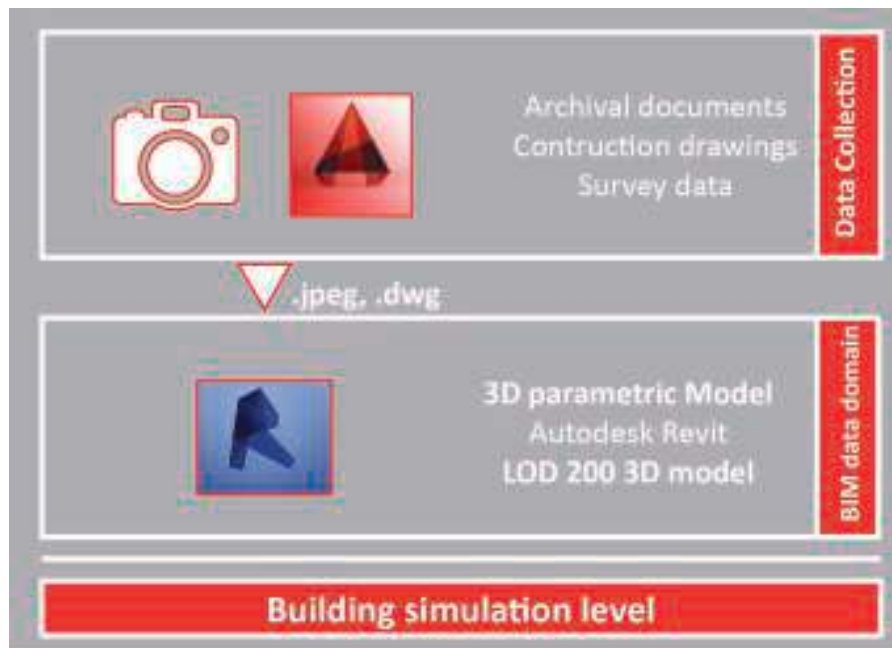 Archival documents
Contruction drawings
Survey data
Data Collection
.jpeg, .dwg
3D parametric Model
Autodesk Revit
LOD 200 3D model
BIM data domain
Building simulation level